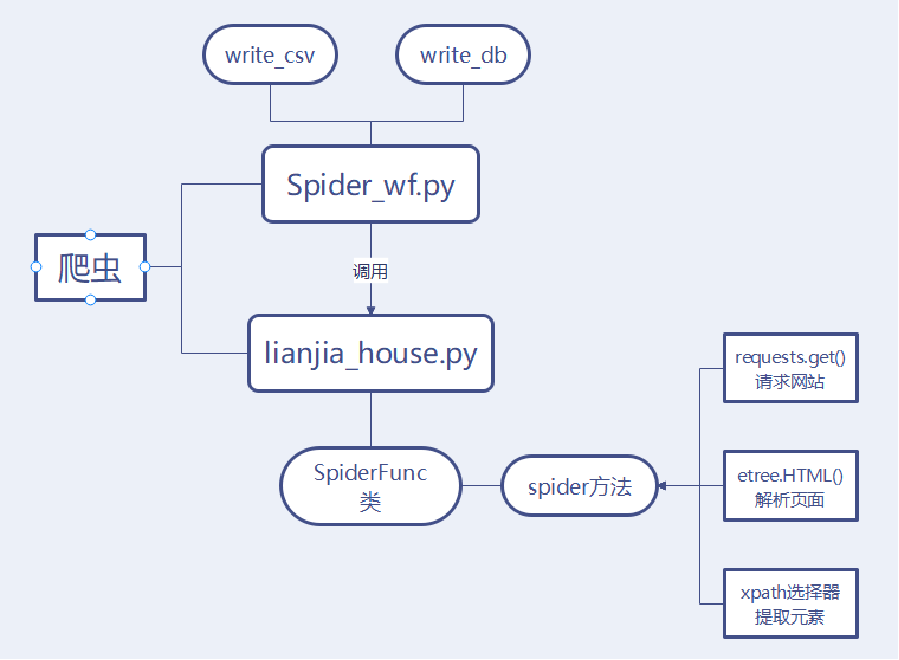 write_csv
write_db
Spider_wf.py
爬虫
调用
lianjia_house.py
requests.get()
请求网站
SpiderFunc
类
spider方法
etree.HTML()
解析页面
xpath选择器
提取元素